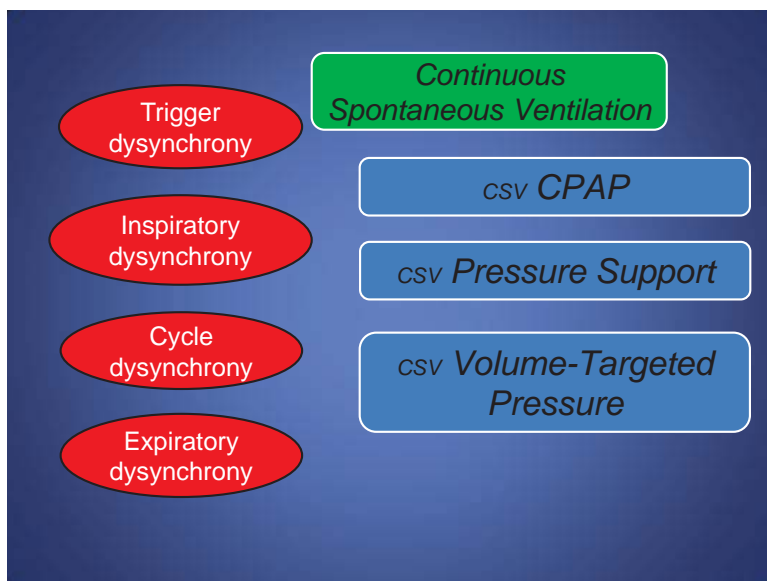 Trigger
dysynchrony
Inspiratory
dysynchrony
Cycle
dysynchrony
Expiratory
dysynchrony
Continuous
Spontaneous Ventilation
CSV CPAP
CSV Pressure Support
CSV Volume-Targeted
Pressure